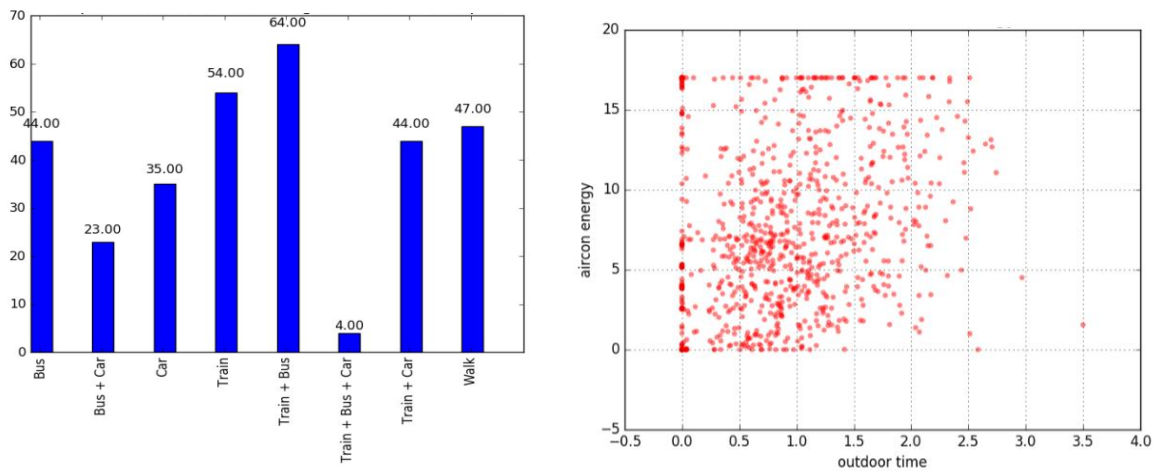 70
60
50
40
30
20
10
0
44.00
23.00
35.00
54.00
64.00
4.00
44.00
47.00
Bus
Bus + Car
Car
Train
Train + Bus
Train + Bus + Car
Train + Car
Walk
20
15
10
5
0
−5
aircon energy
−0.5 0.0 0.5 1.0 1.5 2.0 2.5 3.0 3.5 4.0
outdoor time